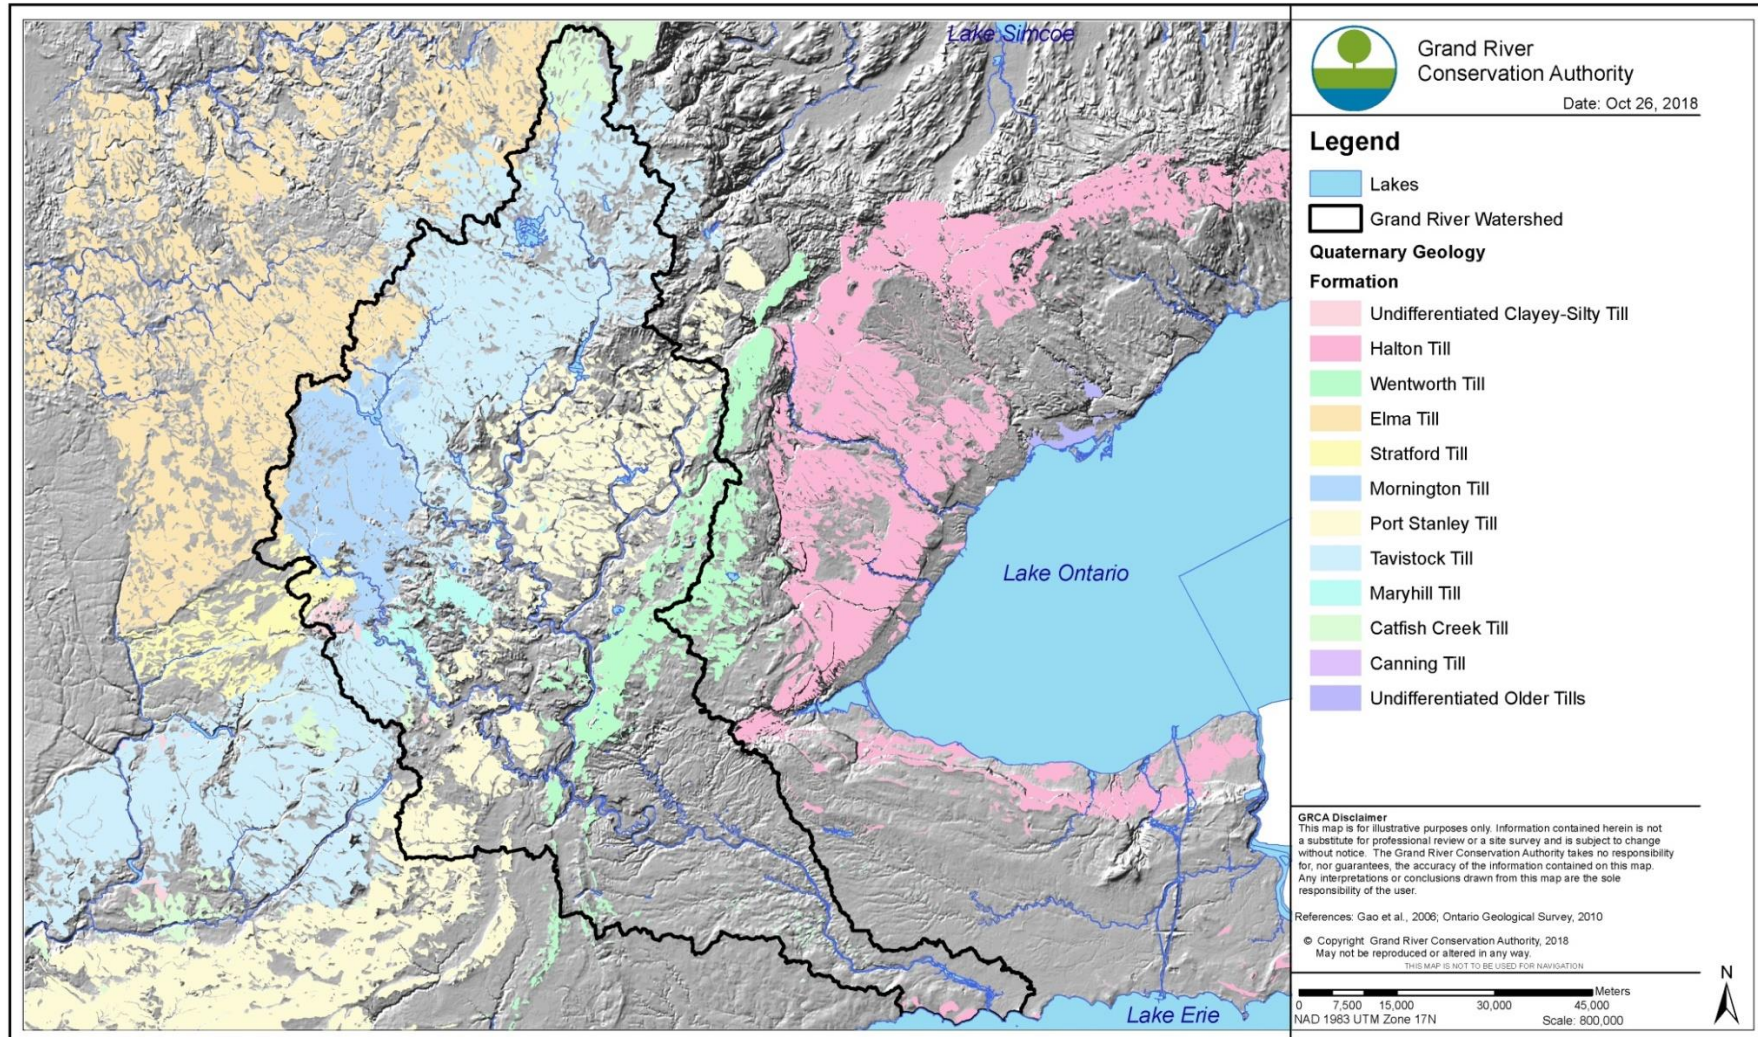 Lake Simcoe
Lake Ontario
Lake Erie
Grand River
Conservation Authority
Date: Oct 26, 2018
Legend
Lakes
Grand River Watershed
Quaternary Geology
Formation
Undifferentiated Clayey-Silty Till
Halton Till
Wentworth Till
Elma Till
Stratford Till
Mornington Till
Port Stanley Till
Tavistock Till
Maryhill Till
Catfish Creek Till
Canning Till
Undifferentiated Older Tills
GRCA Disclaimer
This map is for illustrative purposes only. Information contained herein is not
a substitute for professional review or a site survey and is subject to change
without notice. The Grand River Conservation Authority takes no responsibility
for, nor guarantees, the accuracy of the information contained on this map.
Any interpretations or conclusions drawn from this map are the sole
responsibility of the user.
References: Gao et al., 2006; Ontario Geological Survey, 2010
© Copyright Grand River Conservation Authority, 2018
May not be reproduced or altered in any way.
THIS MAP IS NOT TO BE USED FOR NAVIGATION
Meters
0 7,500 15,000 30,000 45,000
NAD 1983 UTM Zone 17N Scale: 800,000
N